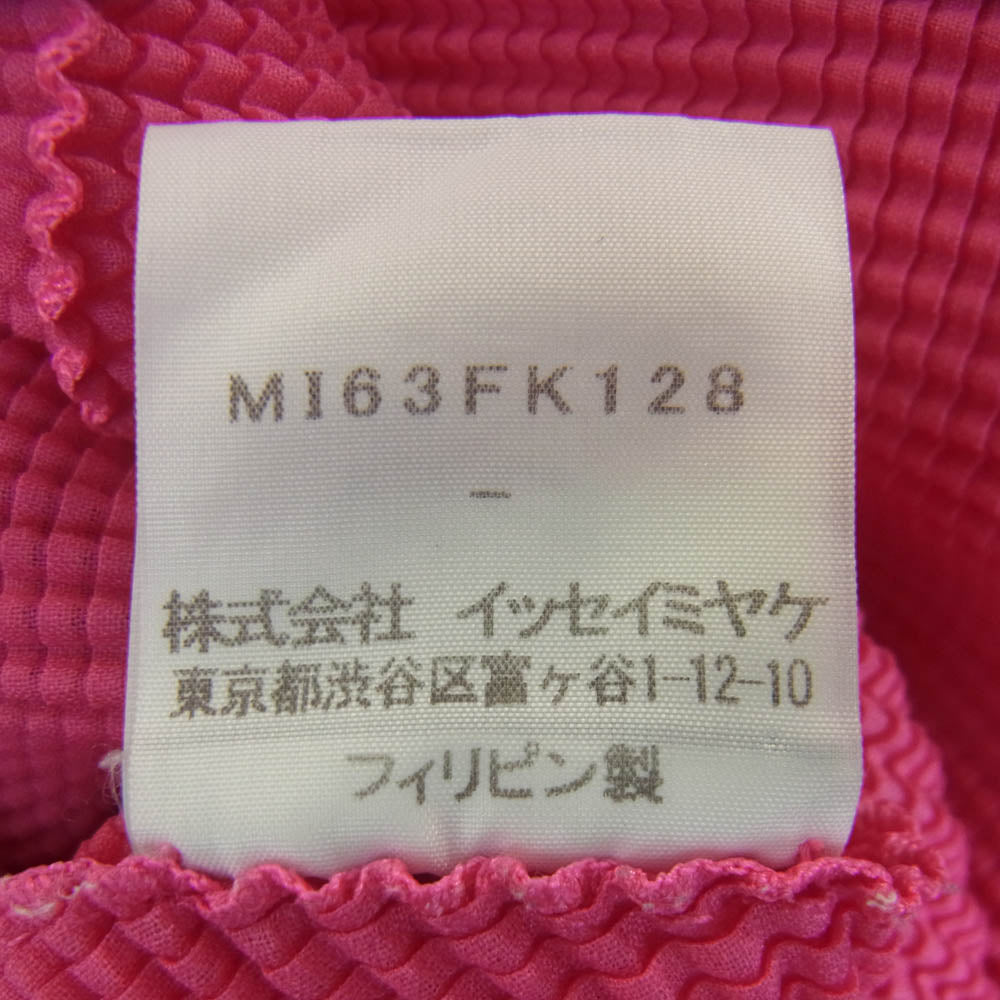 MI63FK128
—
株式会社 イッセイミヤケ
東京都渋谷区富ヶ谷1-12-10
フィリピン製